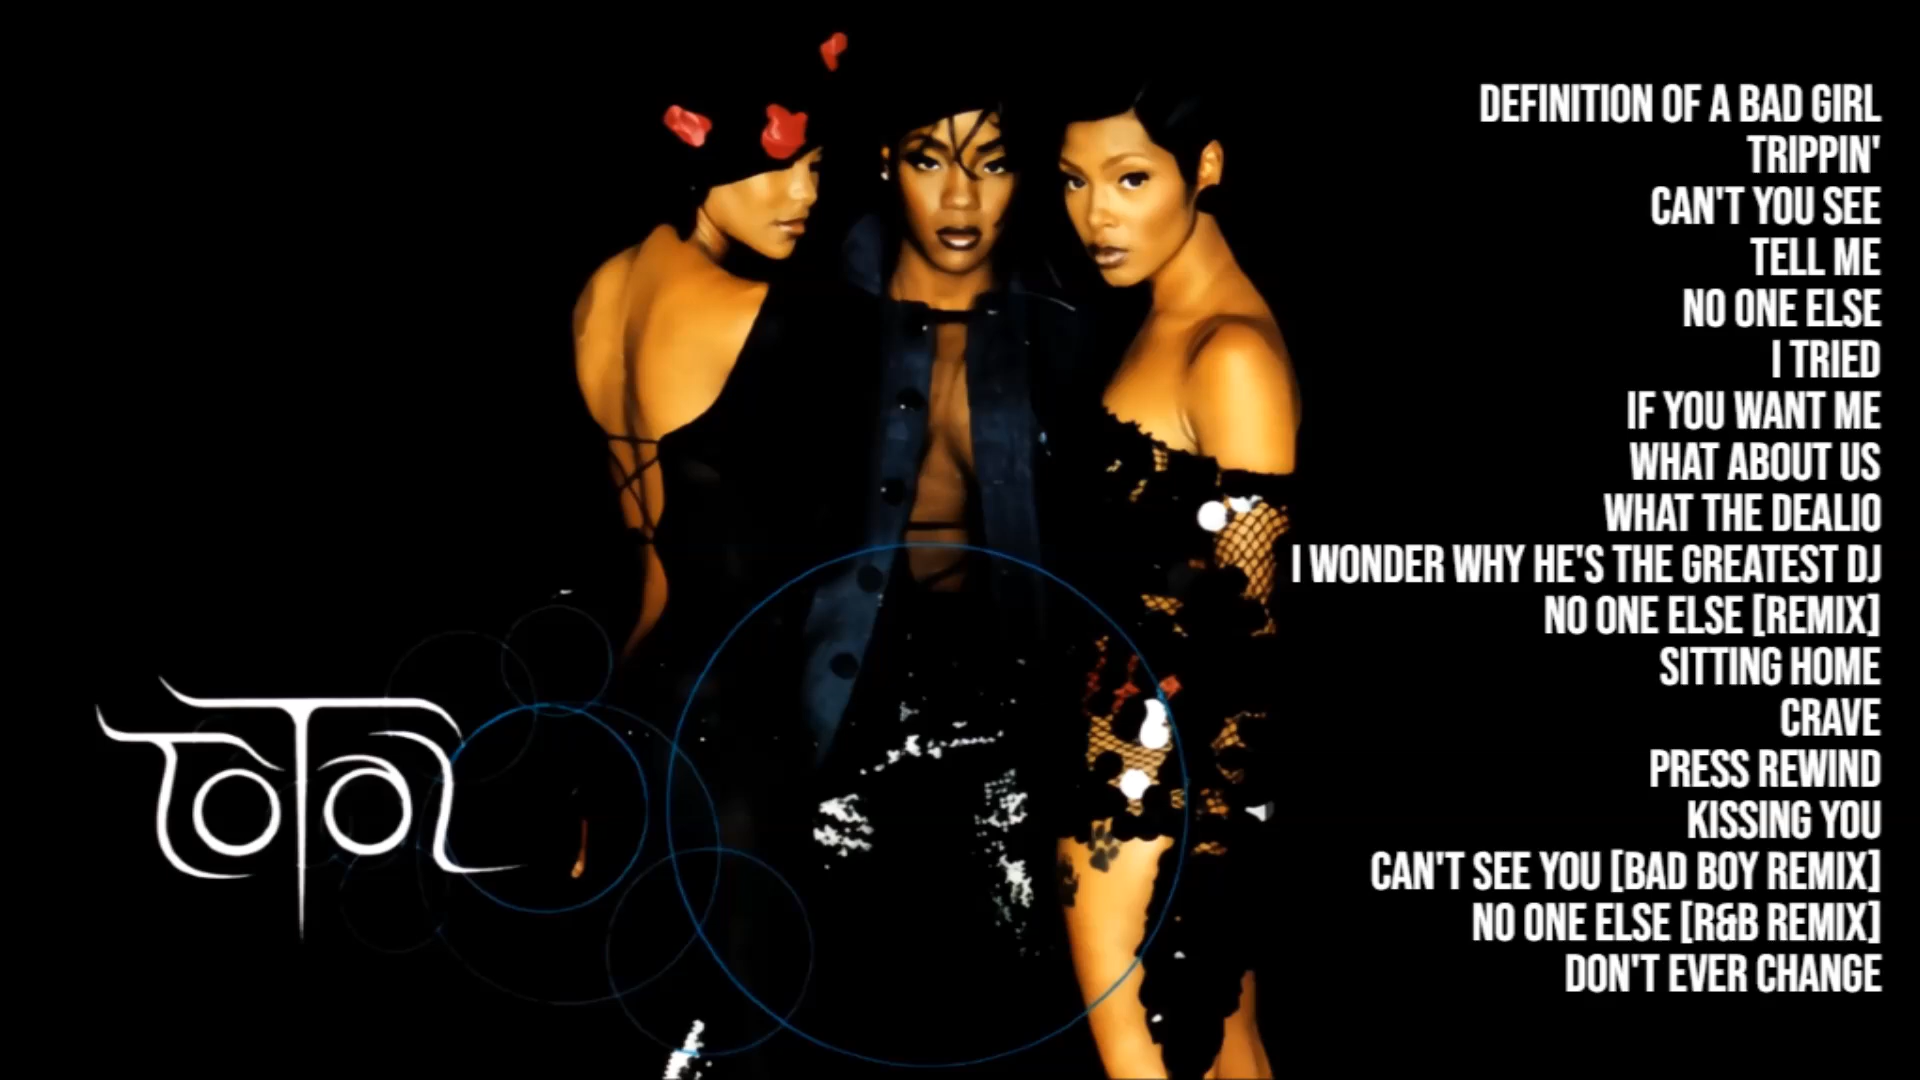 TOTAL
DEFINITION OF A BAD GIRL
TRIPPIN'
CAN'T YOU SEE
TELL ME
NO ONE ELSE
I TRIED
IF YOU WANT ME
WHAT ABOUT US
WHAT THE DEALIO
I WONDER WHY HE'S THE GREATEST DJ
NO ONE ELSE [REMIX]
SITTING HOME
CRAVE
PRESS REWIND
KISSING YOU
CAN'T SEE YOU [BAD BOY REMIX]
NO ONE ELSE [R&B REMIX]
DON'T EVER CHANGE